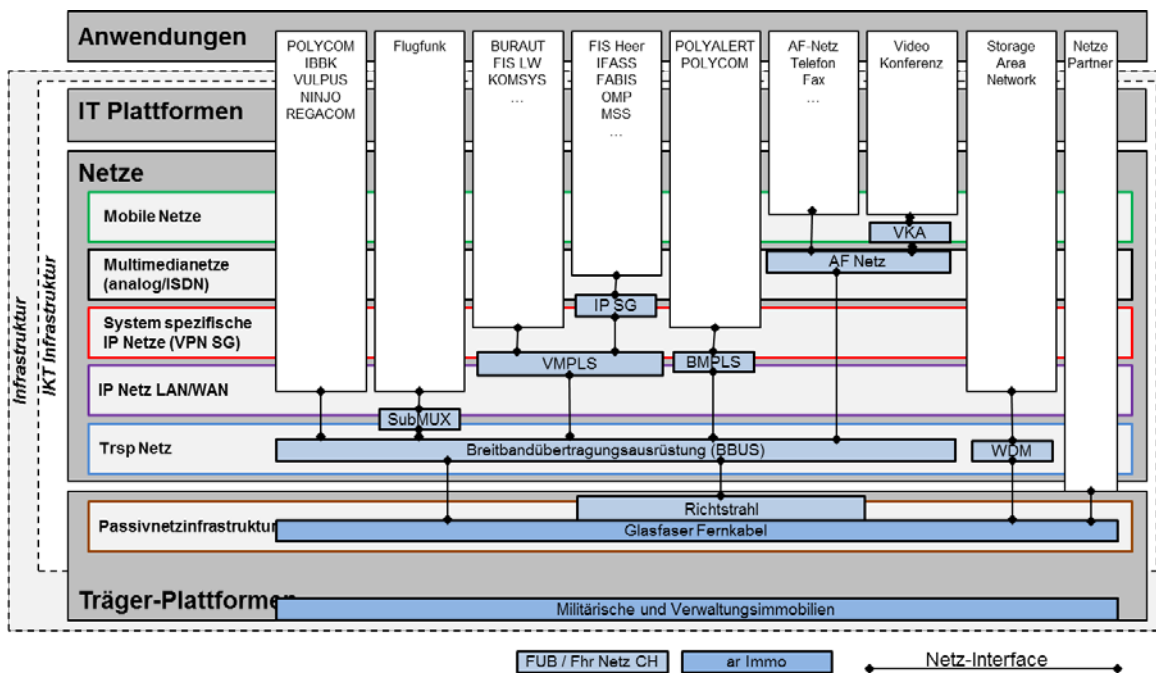 Anwendungen
POLYCOM
IBBK
VULPUS
NINJO
REGACOM
Flugfunk
BURAUT
FIS LW
KOMSYS
...
FIS Heer
IFASS
FABIS
OMP
MSS
...
POLYALERT
POLYCOM
AF-Netz
Telefon
Fax
...
Video
Konferenz
Storage
Area
Network
Netze
Partner
IT Plattformen
Netze
Mobile Netze
VKA
Multimedianetze
(analog/ISDN)
AF Netz
IP SG
System spezifische
IP Netze (VPN SG)
VMPLS
BMPLS
IP Netz LAN/WAN
SubMUX
Trsp Netz
Breitbandübertragungsausrüstung (BBUS)
WDM
Passivnetzinfrastruktur
Richtstrahl
Glasfaser Fernkabel
Träger-Plattformen
Militärische und Verwaltungsimmobilien
Infrastruktur
IKT Infrastruktur
FUB / Fhr Netz CH
ar Immo
Netz-Interface